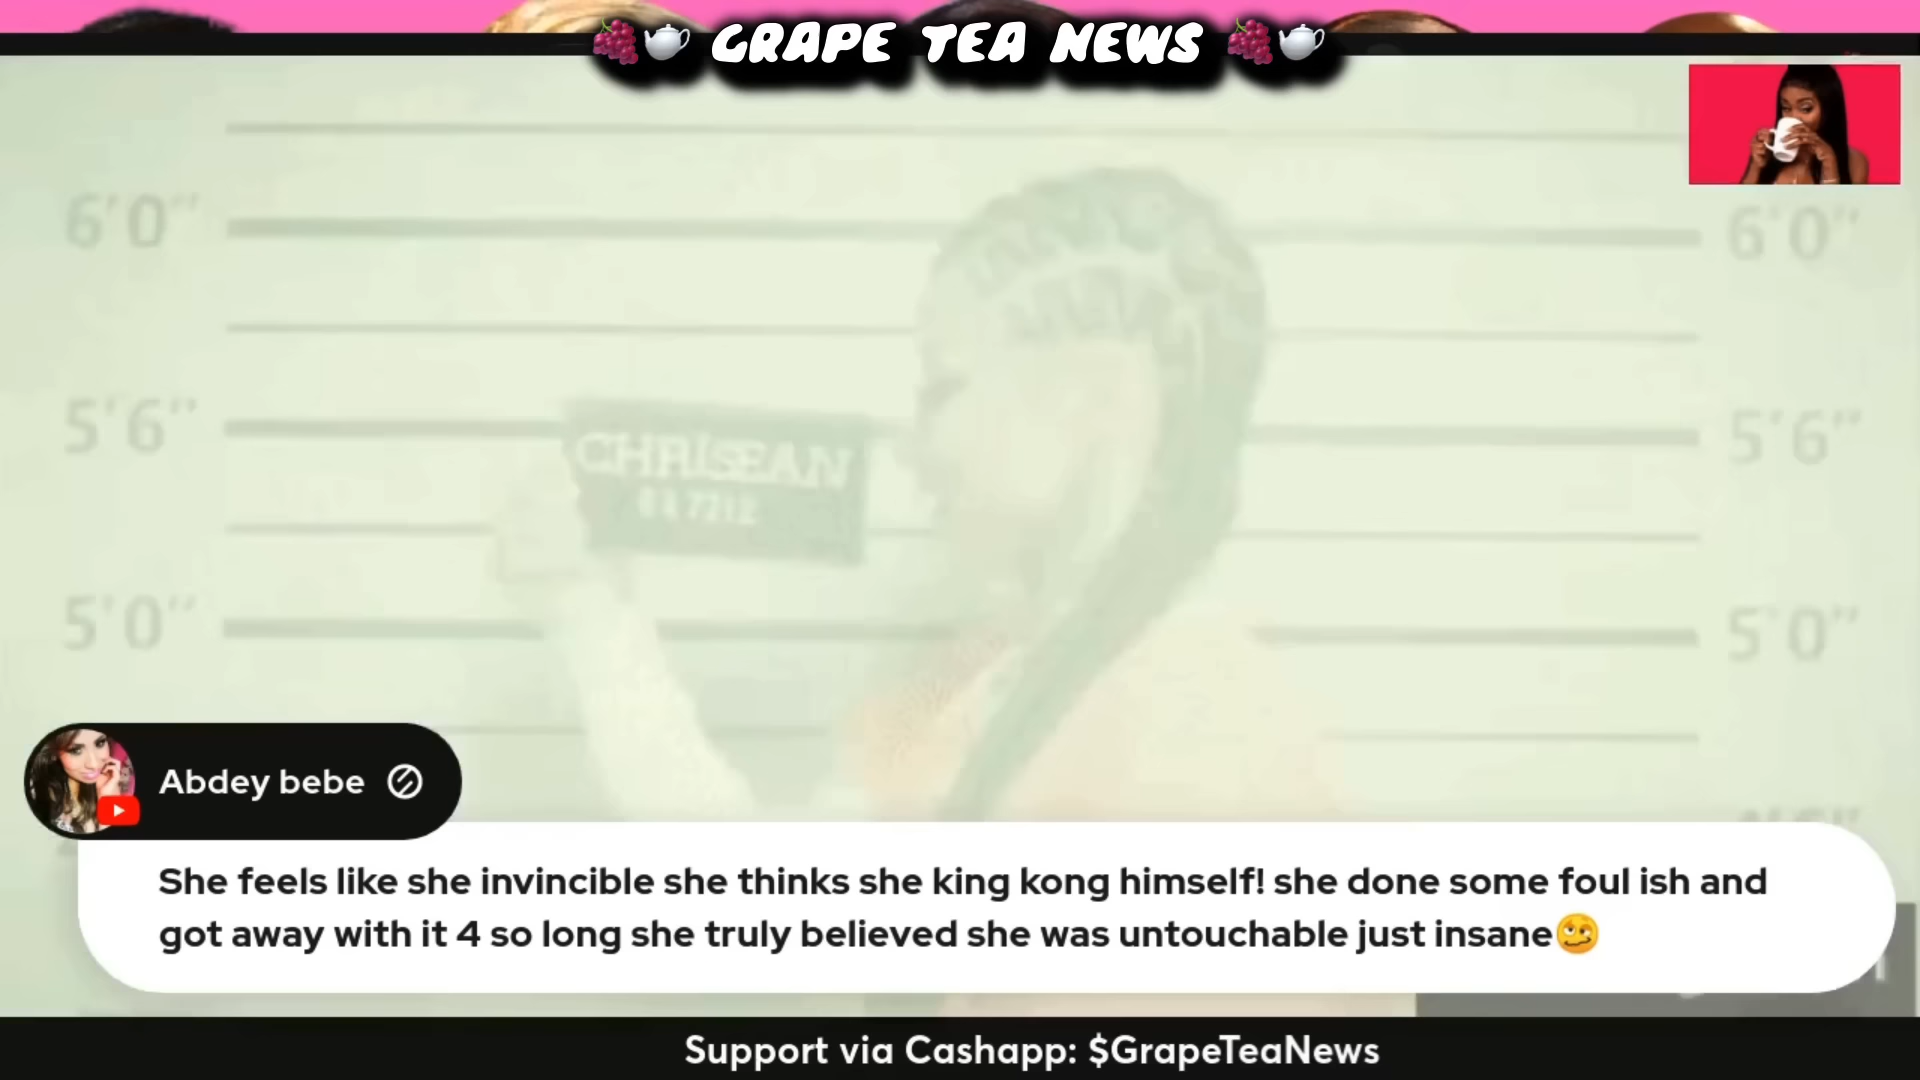 🍇🫖 GRAPE TEA NEWS 🍇🫖
6'0" 6'0"
5'6" 5'6"
CHRISEAN
5'0" 5'0"
Abdey bebe
She feels like she invincible she thinks she king kong himself! she done some foul ish and
got away with it 4 so long she truly believed she was untouchable just insane🥴
Support via Cashapp: $GrapeTeaNews